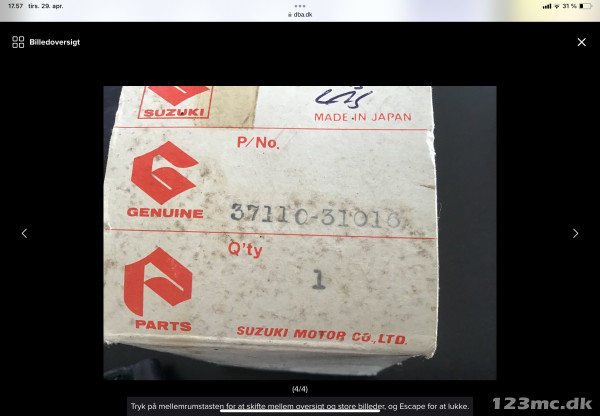 17.57 tirs. 29. apr.
dba.dk
31 %
Billedoversigt
SUZUKI
MADE IN JAPAN
P/No.
GENUINE
37110-31010
Q'ty
1
PARTS
SUZUKI MOTOR CO.,LTD.
(4/4)
Tryk på mellemrumstasten for at skifte mellem oversigt og store billeder, og Escape for at lukke.
123mc.dk